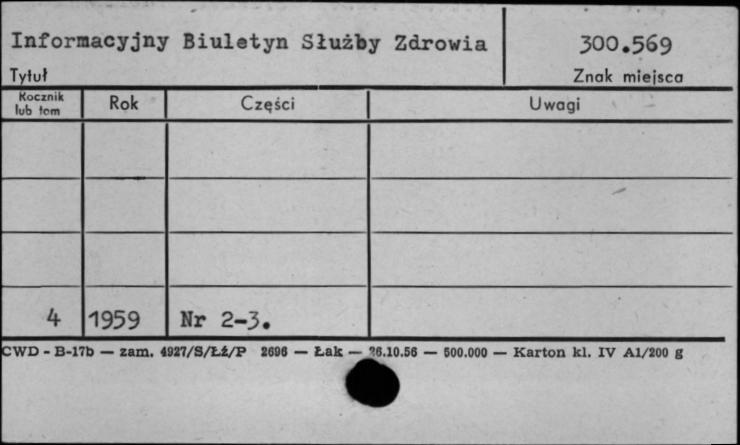 Informacyjny Biuletyn Służby Zdrowia 300.569
Tytuł Znak miejsca
Rocznik lub tom Rok Części Uwagi
4 1959 Nr 2-3.
CWD - B-17b — zam. 4927/S/Łź/P 2696 — Łak — 26.10.56 — 500.000 — Karton kl. IV A1/200 g